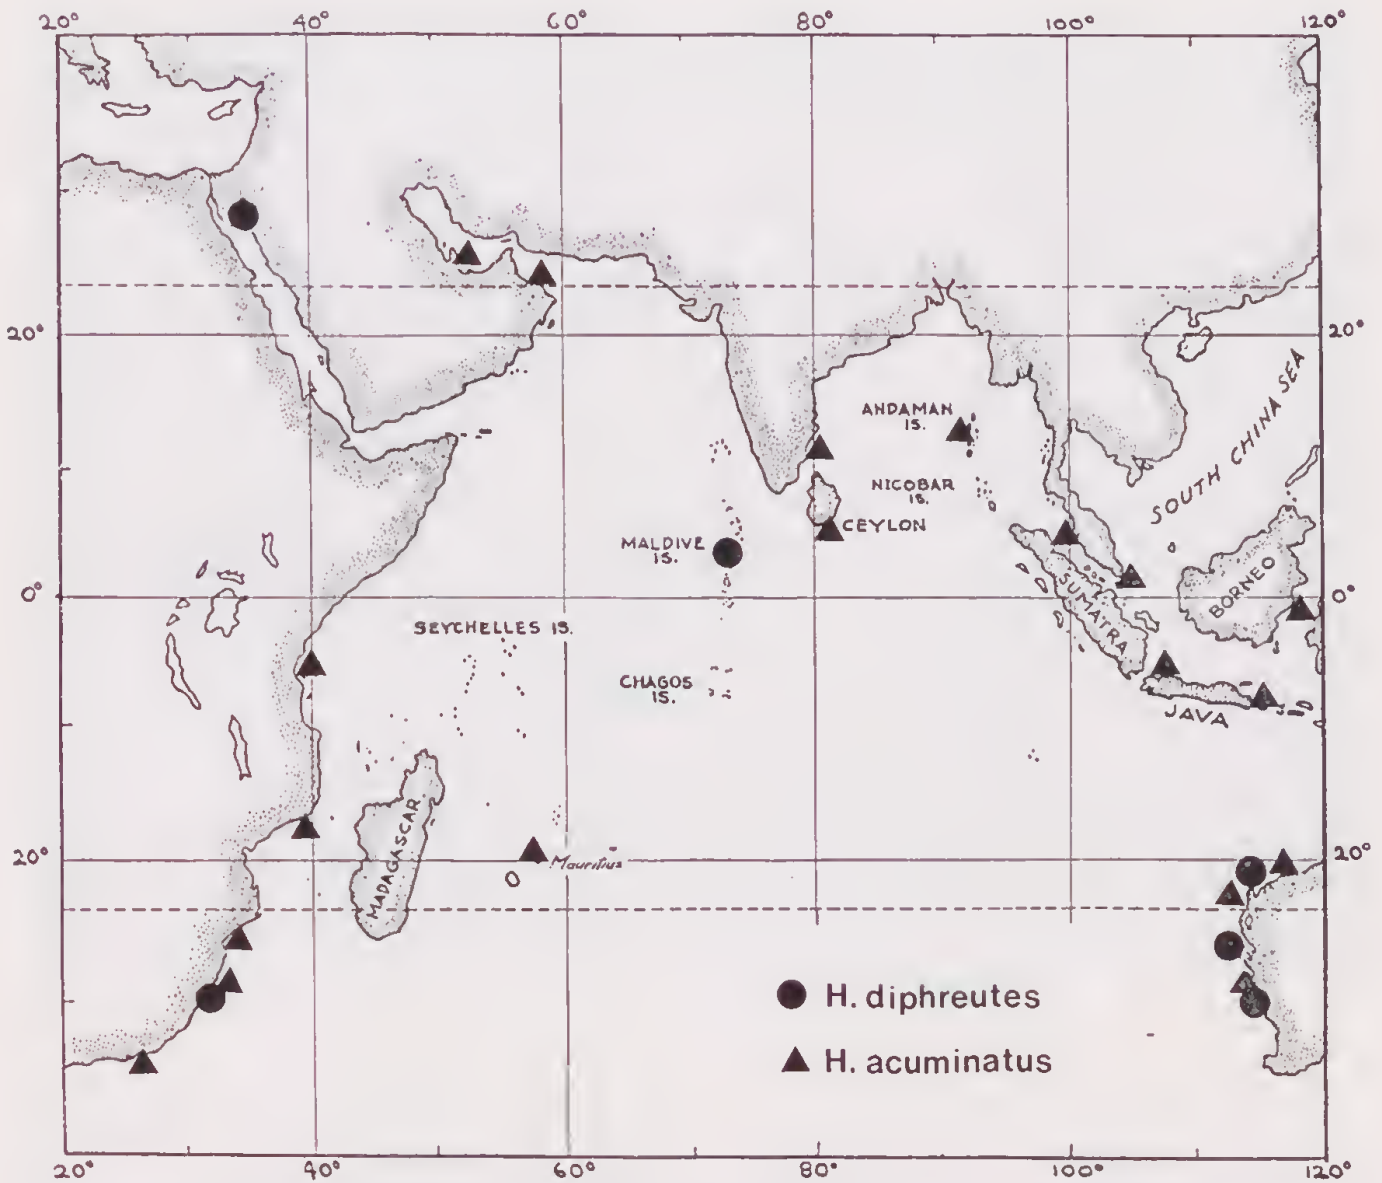 20° 40° 60° 80° 100° 120°
20° 20°
ANDAMAN
IS.
SOUTH CHINA SEA
NICOBAR
IS.
CEYLON
MALDIVE
IS.
SUMATRA
BORNEO
0° 0°
SEYCHELLES IS.
CHAGOS
IS.
JAVA
MADAGASCAR
20° Mauritius 20°
H. diphreutes
H. acuminatus
20° 40° 60° 80° 100° 120°